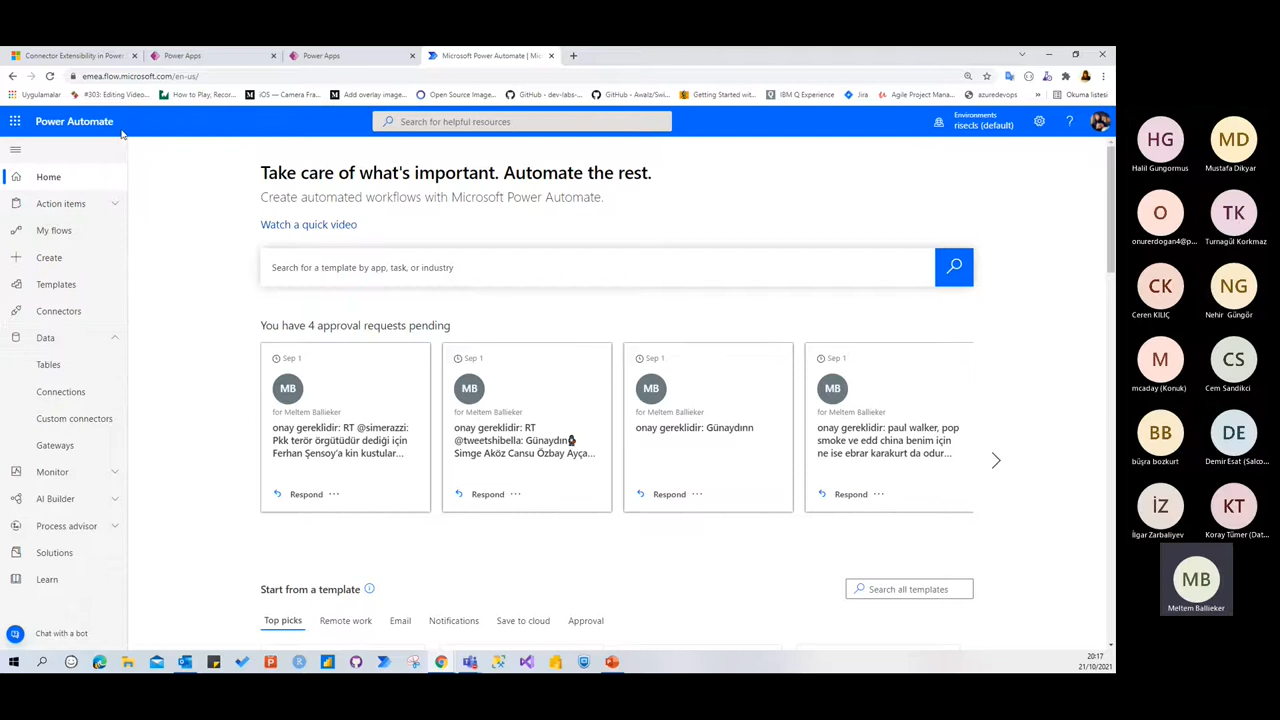 Connector Extensibility in Power
Power Apps
Power Apps
Microsoft Power Automate | Mic
emea.flow.microsoft.com/en-us/
Uygulamalar
#303: Editing Video...
How to Play, Recor...
iOS — Camera Fra...
Add overlay image...
Open Source Image...
GitHub - dev-labs-...
GitHub - Awalz/Swi...
Getting Started wit...
IBM Q Experience
Jira
Agile Project Mana...
azuredevops
»
Okuma listesi
Power Automate
Search for helpful resources
Environments
risecls (default)
Home
Action items
My flows
Create
Templates
Connectors
Data
Tables
Connections
Custom connectors
Gateways
Monitor
AI Builder
Process advisor
Solutions
Learn
Chat with a bot
Take care of what's important. Automate the rest.
Create automated workflows with Microsoft Power Automate.
Watch a quick video
Search for a template by app, task, or industry
You have 4 approval requests pending
Sep 1
MB
for Meltem Ballieker
onay gereklidir: RT @simerazzi:
Pkk terör örgütüdür dediği için
Ferhan Şensoy'a kin kustular...
Respond ...
Sep 1
MB
for Meltem Ballieker
onay gereklidir: RT
@tweetshibella: Günaydın
Simge Aköz Cansu Özbay Ayça...
Respond ...
Sep 1
MB
for Meltem Ballieker
onay gereklidir: Günaydınn
Respond ...
Sep 1
MB
for Meltem Ballieker
onay gereklidir: paul walker, pop
smoke ve edd china benim için
ne ise ebrar karakurt da odur...
Respond ...
Start from a template
Search all templates
Top picks
Remote work
Email
Notifications
Save to cloud
Approval
20:17
21/10/2021
HG
Halil Gungormus
MD
Mustafa Dikyar
O
onurerdogan4@p...
TK
Turnagül Korkmaz
CK
Ceren KILIÇ
NG
Nehir Güngör
M
mcaday (Konuk)
CS
Cem Sandikci
BB
büşra bozkurt
DE
Demir Esat (Salco...
İZ
İlgar Zarbaliyev
KT
Koray Tümer (Dat...
MB
Meltem Ballieker